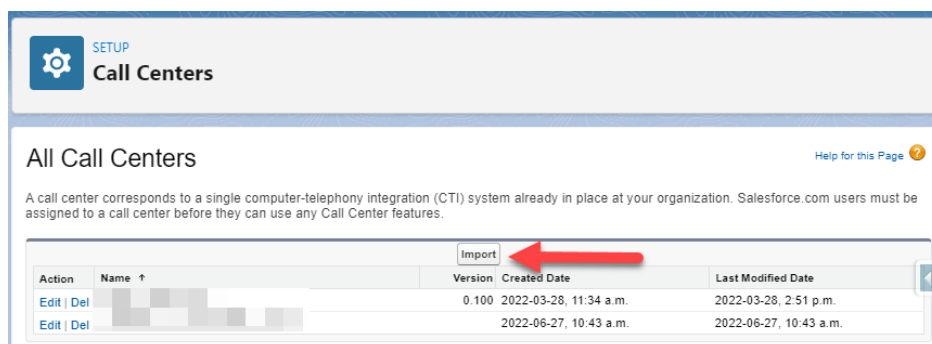 SETUP
Call Centers
All Call Centers
Help for this Page
A call center corresponds to a single computer-telephony integration (CTI) system already in place at your organization. Salesforce.com users must be
assigned to a call center before they can use any Call Center features.
Import
Action Name ↑ Version Created Date Last Modified Date
Edit | Del 0.100 2022-03-28, 11:34 a.m. 2022-03-28, 2:51 p.m.
Edit | Del 2022-06-27, 10:43 a.m. 2022-06-27, 10:43 a.m.